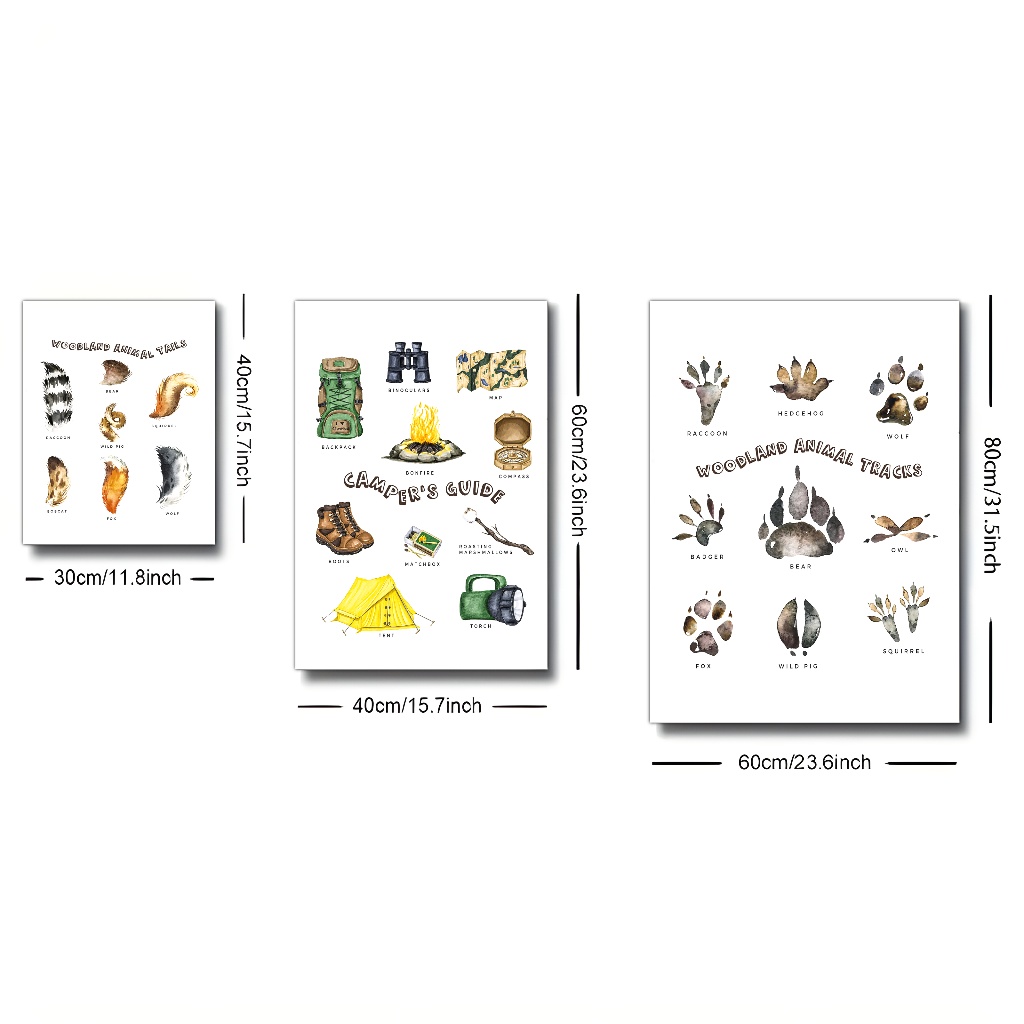 WOODLAND ANIMAL TAILS
BEAR
RACCOON
SQUIRREL
WILD PIG
BOBCAT
FOX
WOLF
40cm/15.7inch
30cm/11.8inch
BINOCULARS
MAP
BACKPACK
BONFIRE
COMPASS
CAMPER'S GUIDE
BOOTS
MATCHBOX
ROASTING
MARSHMALLOWS
TENT
TORCH
60cm/23.6inch
40cm/15.7inch
RACCOON
HEDGEHOG
WOLF
WOODLAND ANIMAL TRACKS
BADGER
BEAR
OWL
FOX
WILD PIG
SQUIRREL
80cm/31.5inch
60cm/23.6inch